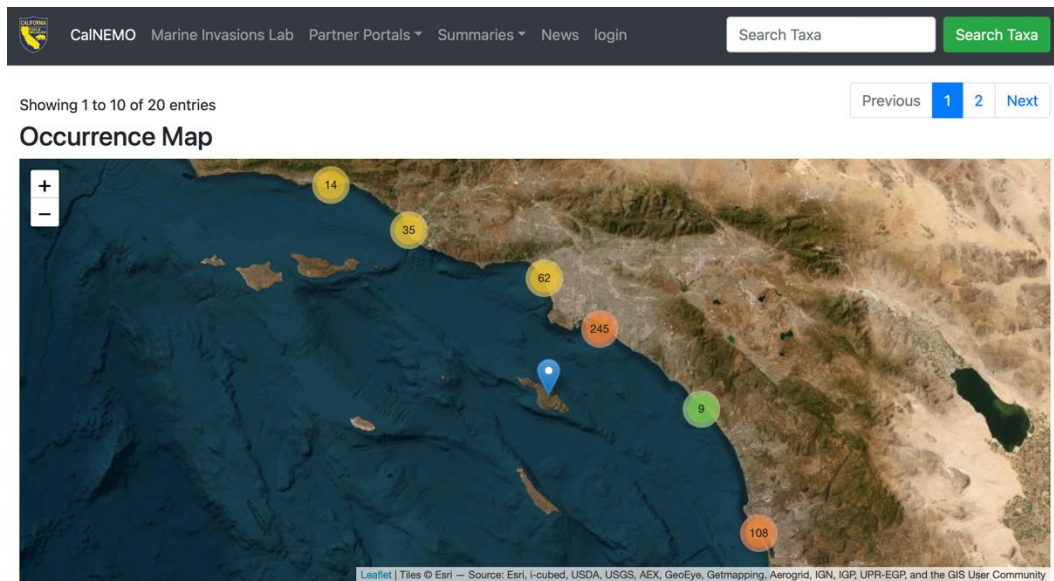 CALIFORNIA
CalNEMO Marine Invasions Lab Partner Portals Summaries News login Search Taxa Search Taxa
Showing 1 to 10 of 20 entries
Previous 1 2 Next
Occurrence Map
+
−
14
35
62
245
9
108
Leaflet | Tiles © Esri — Source: Esri, i-cubed, USDA, USGS, AEX, GeoEye, Getmapping, Aerogrid, IGN, IGP, UPR-EGP, and the GIS User Community